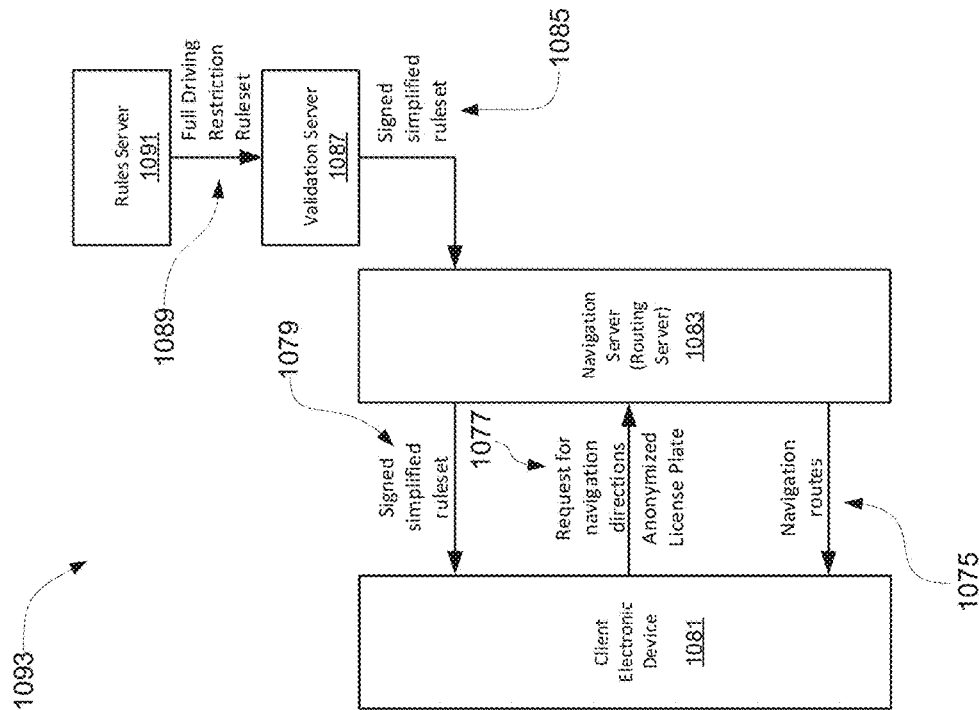 1093
Client
Electronic
Device
1081
Signed
simplified
ruleset
1079
1077
Request for
navigation
directions
Anonymized
License Plate
Navigation
routes
1075
Navigation
Server
(Routing
Server)
1083
1089
Rules Server
1091
Full Driving
Restriction
Ruleset
Validation Server
1087
Signed
simplified
ruleset
1085